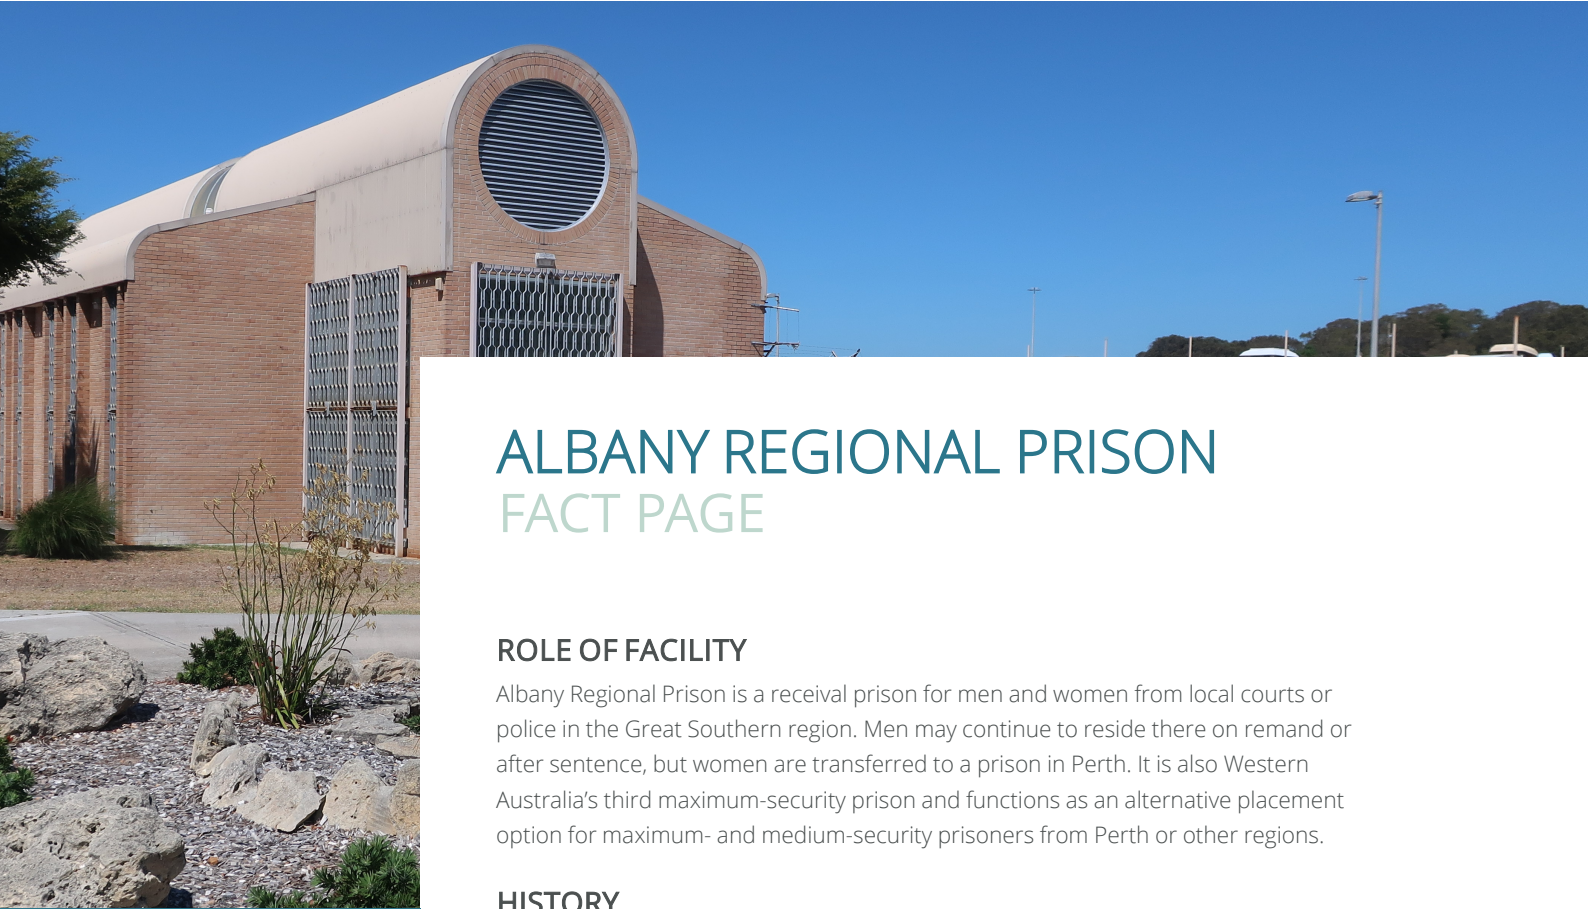 ALBANY REGIONAL PRISON
FACT PAGE
ROLE OF FACILITY
Albany Regional Prison is a receival prison for men and women from local courts or
police in the Great Southern region. Men may continue to reside there on remand or
after sentence, but women are transferred to a prison in Perth. It is also Western
Australia’s third maximum-security prison and functions as an alternative placement
option for maximum- and medium-security prisoners from Perth or other regions.
HISTORY